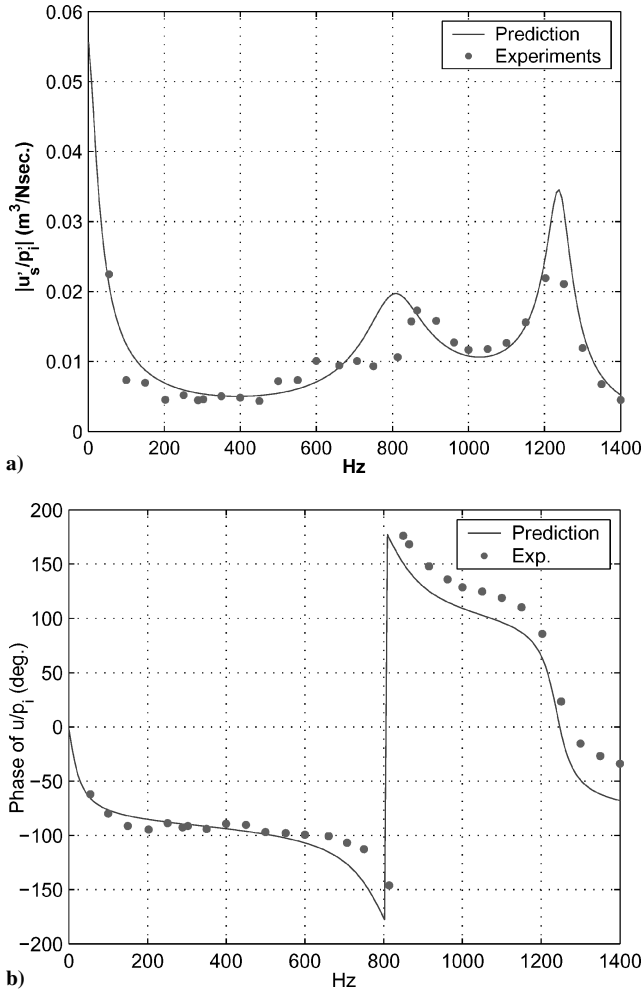 0.06
0.05
0.04
0.03
0.02
0.01
0
|u's/p'i| (m³/Nsec.)
Prediction
Experiments
0 200 400 600 800 1000 1200 1400
Hz
a)
200
150
100
50
0
−50
−100
−150
−200
Phase of u/pi (deg.)
Prediction
Exp.
0 200 400 600 800 1000 1200 1400
Hz
b)